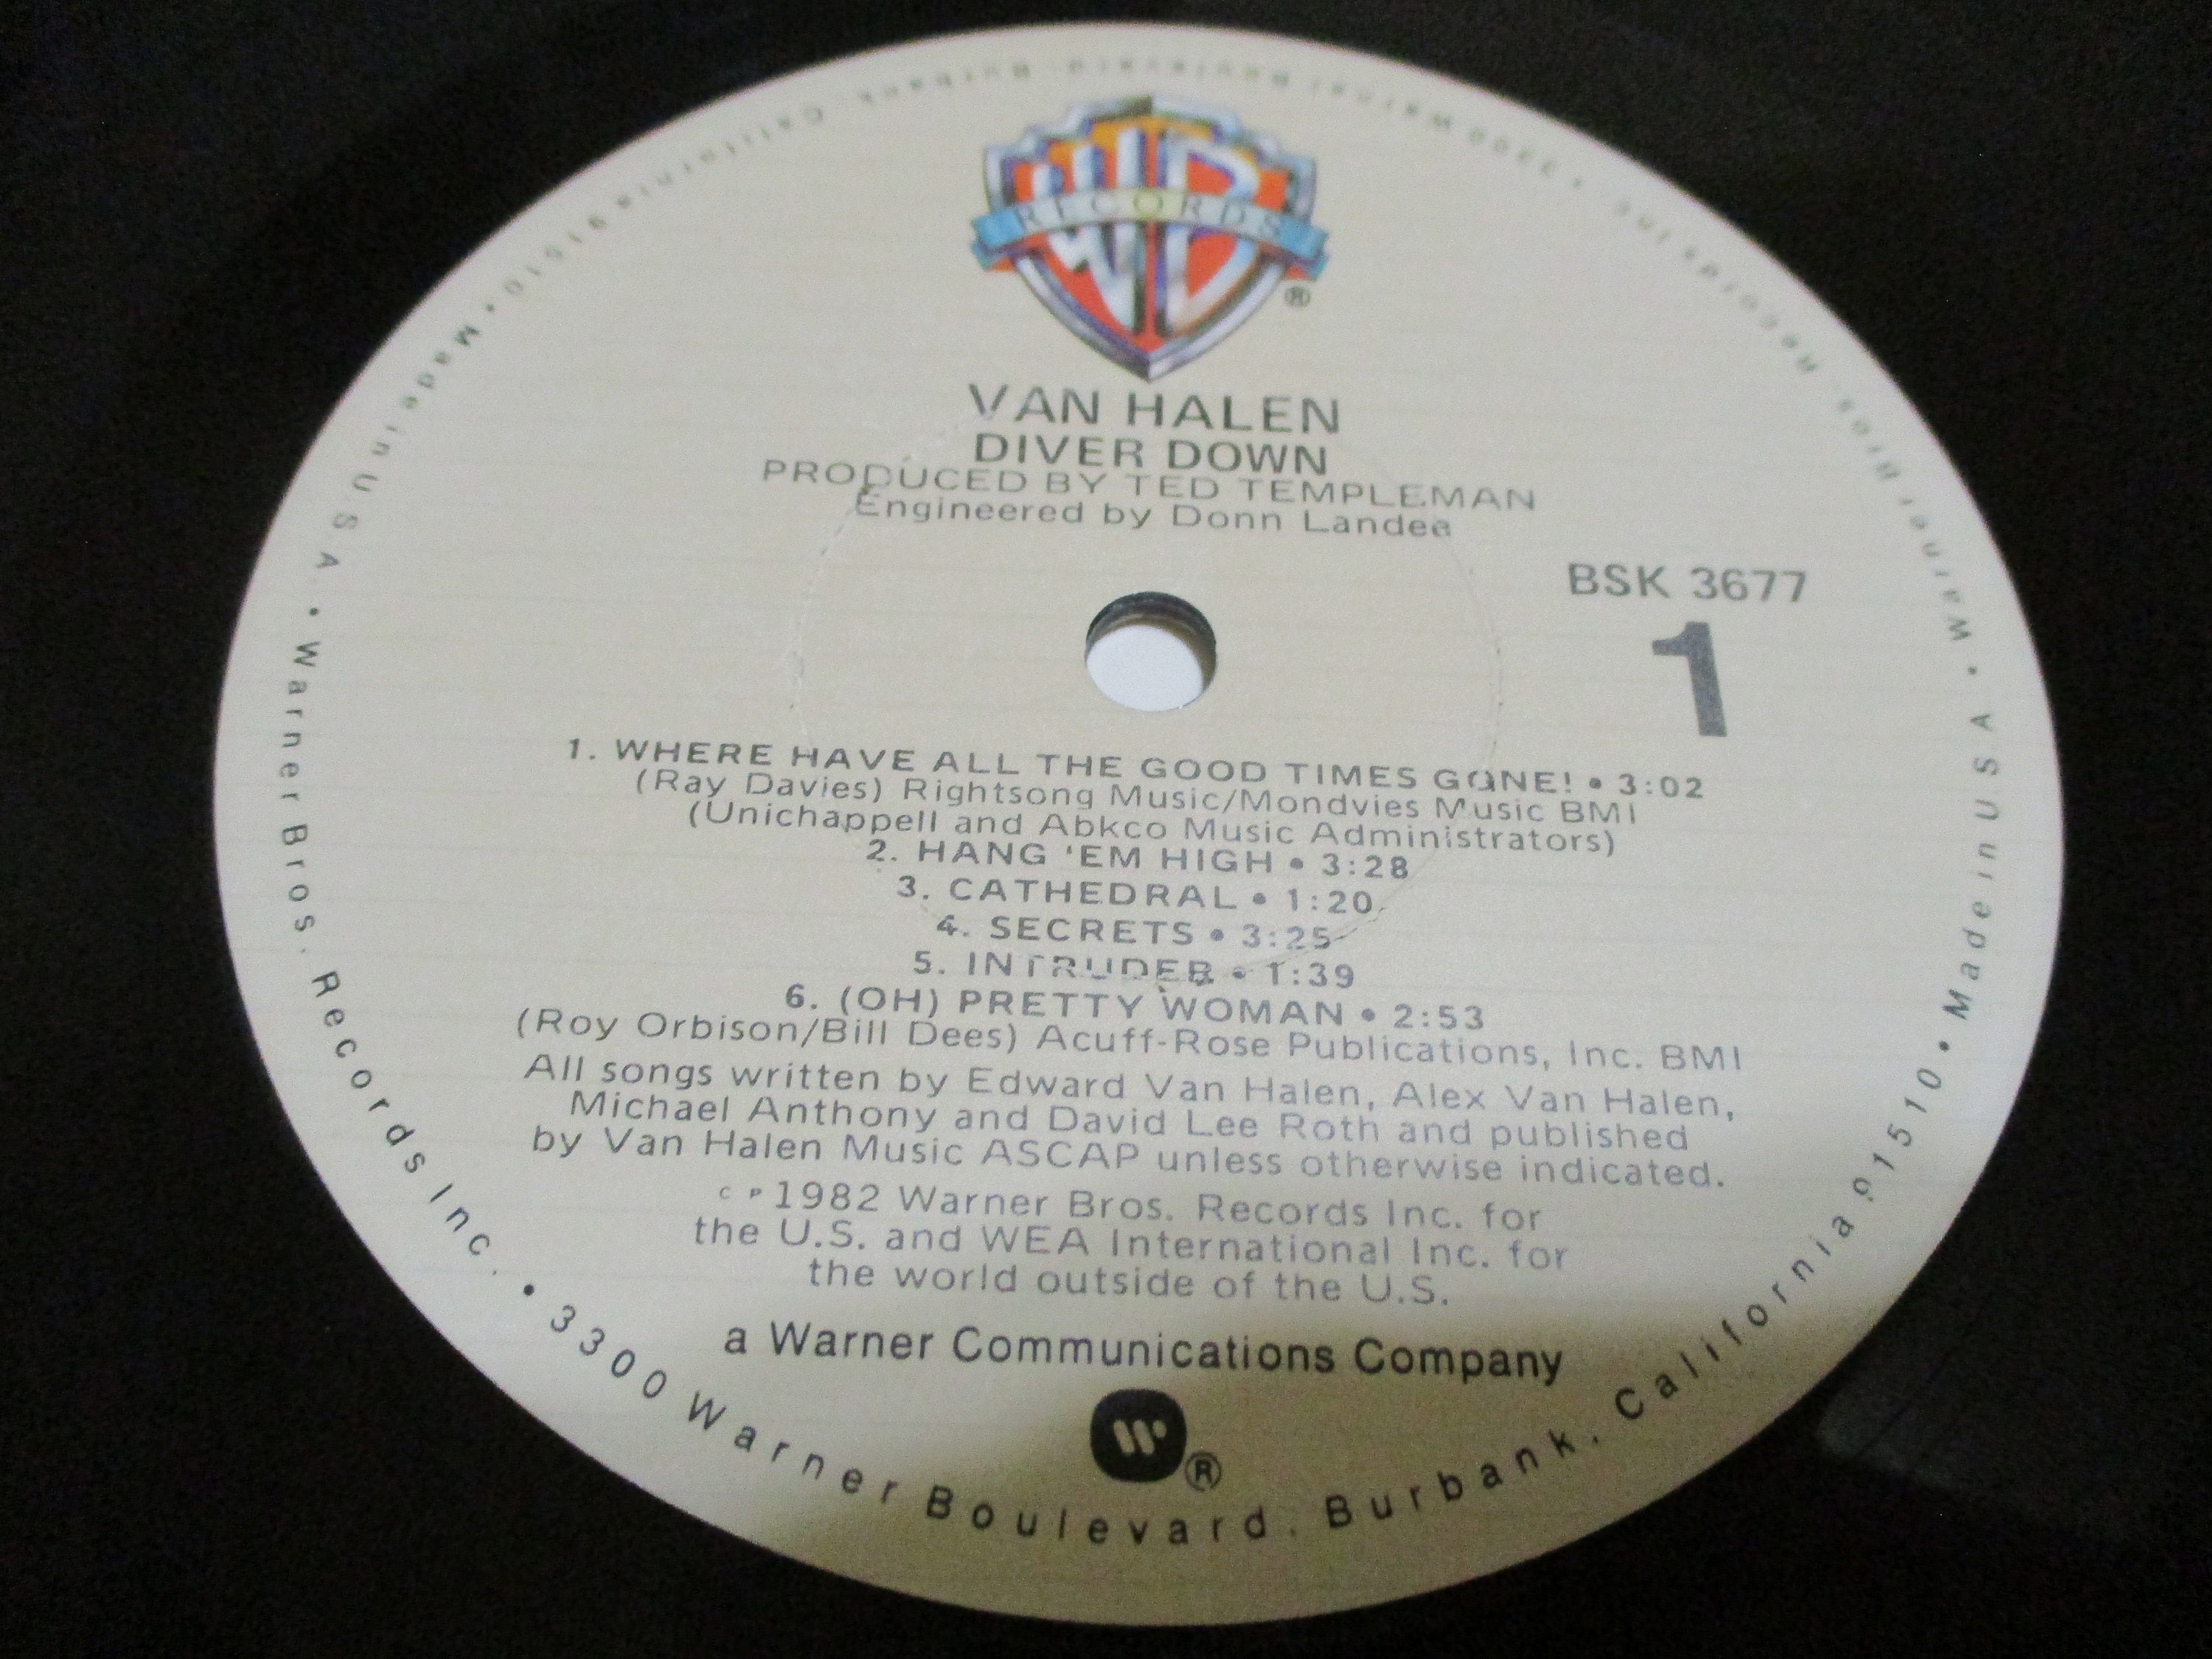 WB
RECORDS
®
VAN HALEN
DIVER DOWN
PRODUCED BY TED TEMPLEMAN
Engineered by Donn Landee
BSK 3677
1
1. WHERE HAVE ALL THE GOOD TIMES GONE! • 3:02
(Ray Davies) Rightsong Music/Mondvies Music BMI
(Unichappell and Abkco Music Administrators)
2. HANG 'EM HIGH • 3:28
3. CATHEDRAL • 1:20
4. SECRETS • 3:25
5. INTRUDER • 1:39
6. (OH) PRETTY WOMAN • 2:53
(Roy Orbison/Bill Dees) Acuff-Rose Publications, Inc. BMI
All songs written by Edward Van Halen, Alex Van Halen,
Michael Anthony and David Lee Roth and published
by Van Halen Music ASCAP unless otherwise indicated.
C P 1982 Warner Bros. Records Inc. for
the U.S. and WEA International Inc. for
the world outside of the U.S.
a Warner Communications Company
W ®
• Warner Bros. Records Inc. • 3300 Warner Boulevard. Burbank. California 91510 • Made in U S A • Warner Bros. Records Inc. • 3300 Warner Boulevard. Burbank. California 91510 • Made in U S A